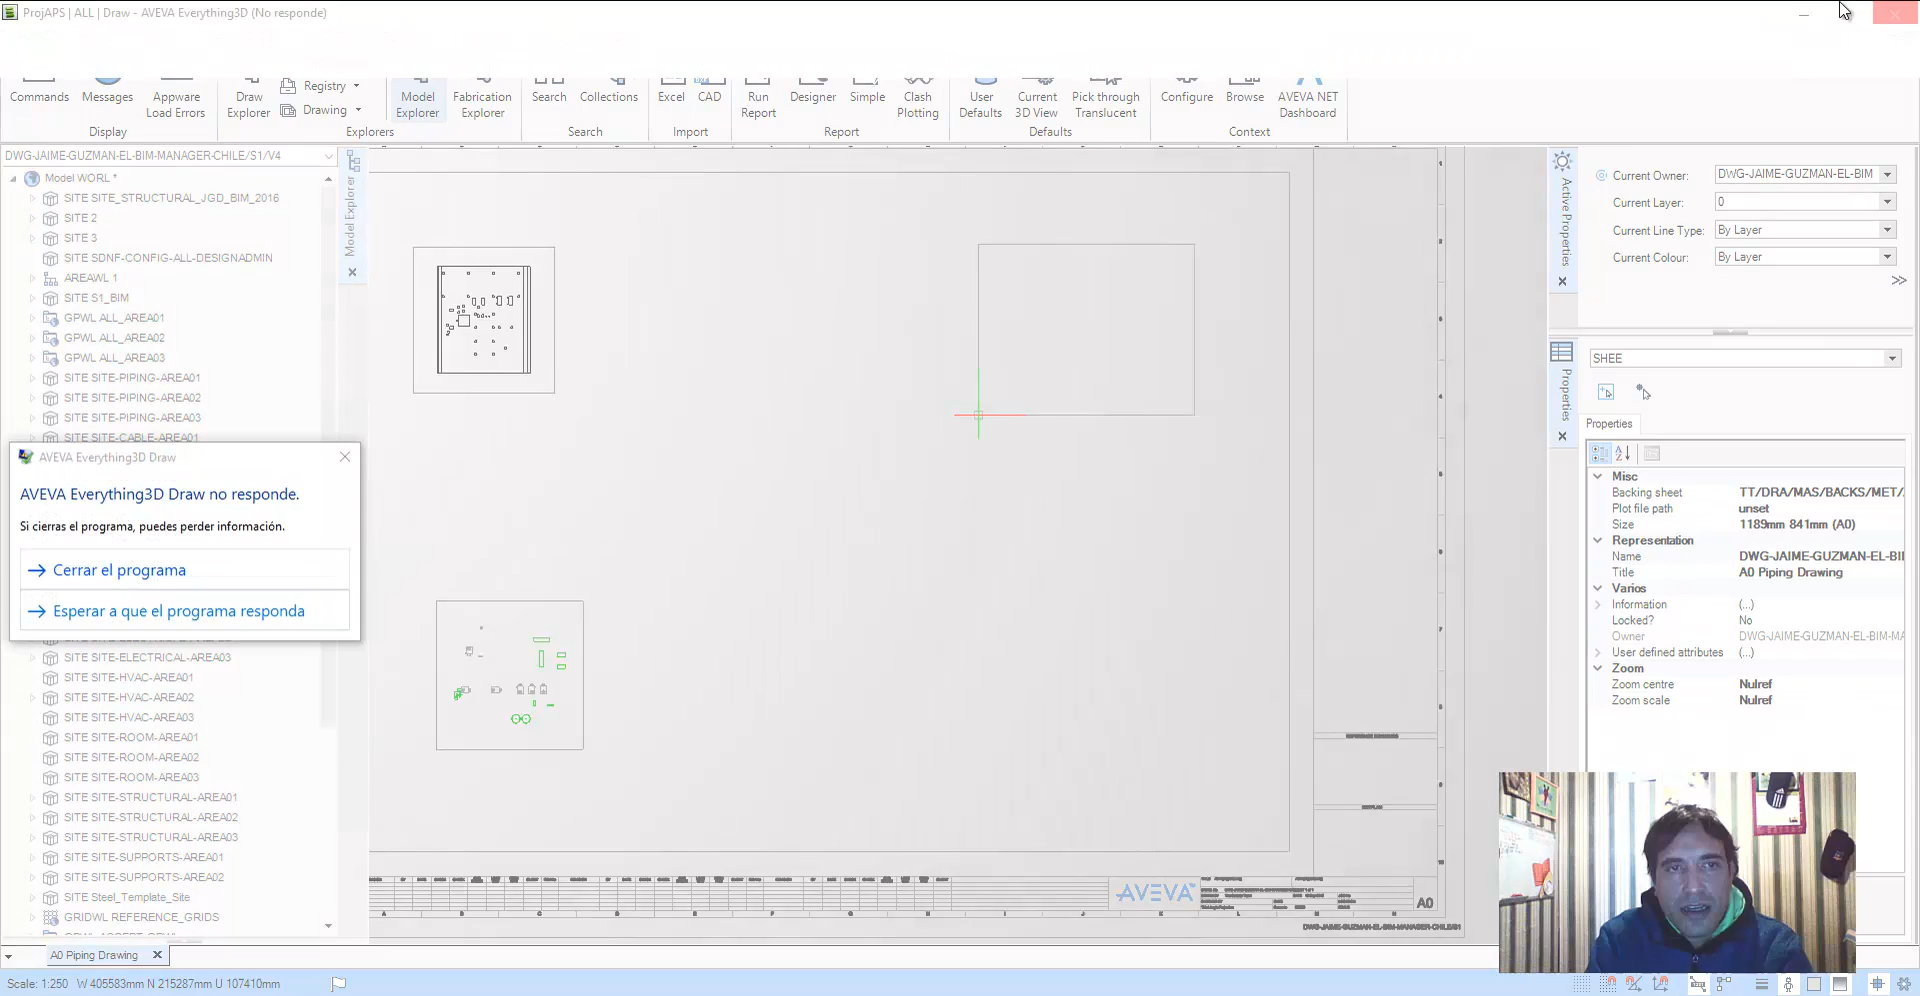 ProjAPS | ALL | Draw - AVEVA Everything3D (No responde)
Commands
Messages
Appware
Load Errors
Display
Draw
Explorer
Registry
Drawing
Model
Explorer
Fabrication
Explorer
Explorers
Search
Collections
Search
Excel
CAD
Import
Run
Report
Designer
Simple
Clash
Plotting
Report
User
Defaults
Current
3D View
Pick through
Translucent
Defaults
Configure
Browse
AVEVA NET
Dashboard
Context
DWG-JAIME-GUZMAN-EL-BIM-MANAGER-CHILE/S1/V4
Model WORL *
SITE SITE_STRUCTURAL_JGD_BIM_2016
SITE 2
SITE 3
SITE SDNF-CONFIG-ALL-DESIGNADMIN
AREAWL 1
SITE S1_BIM
GPWL ALL_AREA01
GPWL ALL_AREA02
GPWL ALL_AREA03
SITE SITE-PIPING-AREA01
SITE SITE-PIPING-AREA02
SITE SITE-PIPING-AREA03
SITE SITE-CABLE-AREA01
AVEVA Everything3D Draw
AVEVA Everything3D Draw no responde.
Si cierras el programa, puedes perder información.
Cerrar el programa
Esperar a que el programa responda
SITE SITE-ELECTRICAL-AREA03
SITE SITE-HVAC-AREA01
SITE SITE-HVAC-AREA02
SITE SITE-HVAC-AREA03
SITE SITE-ROOM-AREA01
SITE SITE-ROOM-AREA02
SITE SITE-ROOM-AREA03
SITE SITE-STRUCTURAL-AREA01
SITE SITE-STRUCTURAL-AREA02
SITE SITE-STRUCTURAL-AREA03
SITE SITE-SUPPORTS-AREA01
SITE SITE-SUPPORTS-AREA02
SITE Steel_Template_Site
GRIDWL REFERENCE_GRIDS
Model Explorer
AVEVA
A0
DWG-JAIME-GUZMAN-EL-BIM-MANAGER-CHILE/S1
Active Properties
Current Owner:
DWG-JAIME-GUZMAN-EL-BIM
Current Layer:
0
Current Line Type:
By Layer
Current Colour:
By Layer
Properties
SHEE
Properties
Misc
Backing sheet TT/DRA/MAS/BACKS/MET/
Plot file path unset
Size 1189mm 841mm (A0)
Representation
Name DWG-JAIME-GUZMAN-EL-BI
Title A0 Piping Drawing
Varios
Information (...)
Locked? No
Owner DWG-JAIME-GUZMAN-EL-BIM-MA
User defined attributes (...)
Zoom
Zoom centre Nulref
Zoom scale Nulref
A0 Piping Drawing
Scale: 1:250 W 405583mm N 215287mm U 107410mm